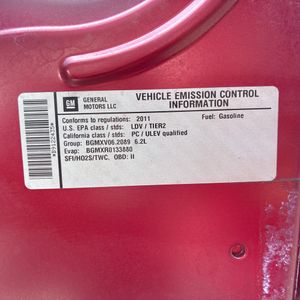 GM
GENERAL
MOTORS LLC
VEHICLE EMISSION CONTROL
INFORMATION
Conforms to regulations: 2011
Fuel: Gasoline
U.S. EPA class / stds: LDV / TIER2
California class / stds: PC / ULEV qualified
Group: BGMXV06.2089 6.2L
Evap: BGMXR0133880
SFI/HO2S/TWC, OBD: II